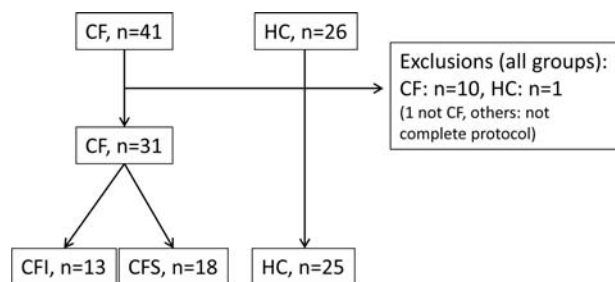 CF, n=41
HC, n=26
Exclusions (all groups):
CF: n=10, HC: n=1
(1 not CF, others: not
complete protocol)
CF, n=31
CFI, n=13
CFS, n=18
HC, n=25